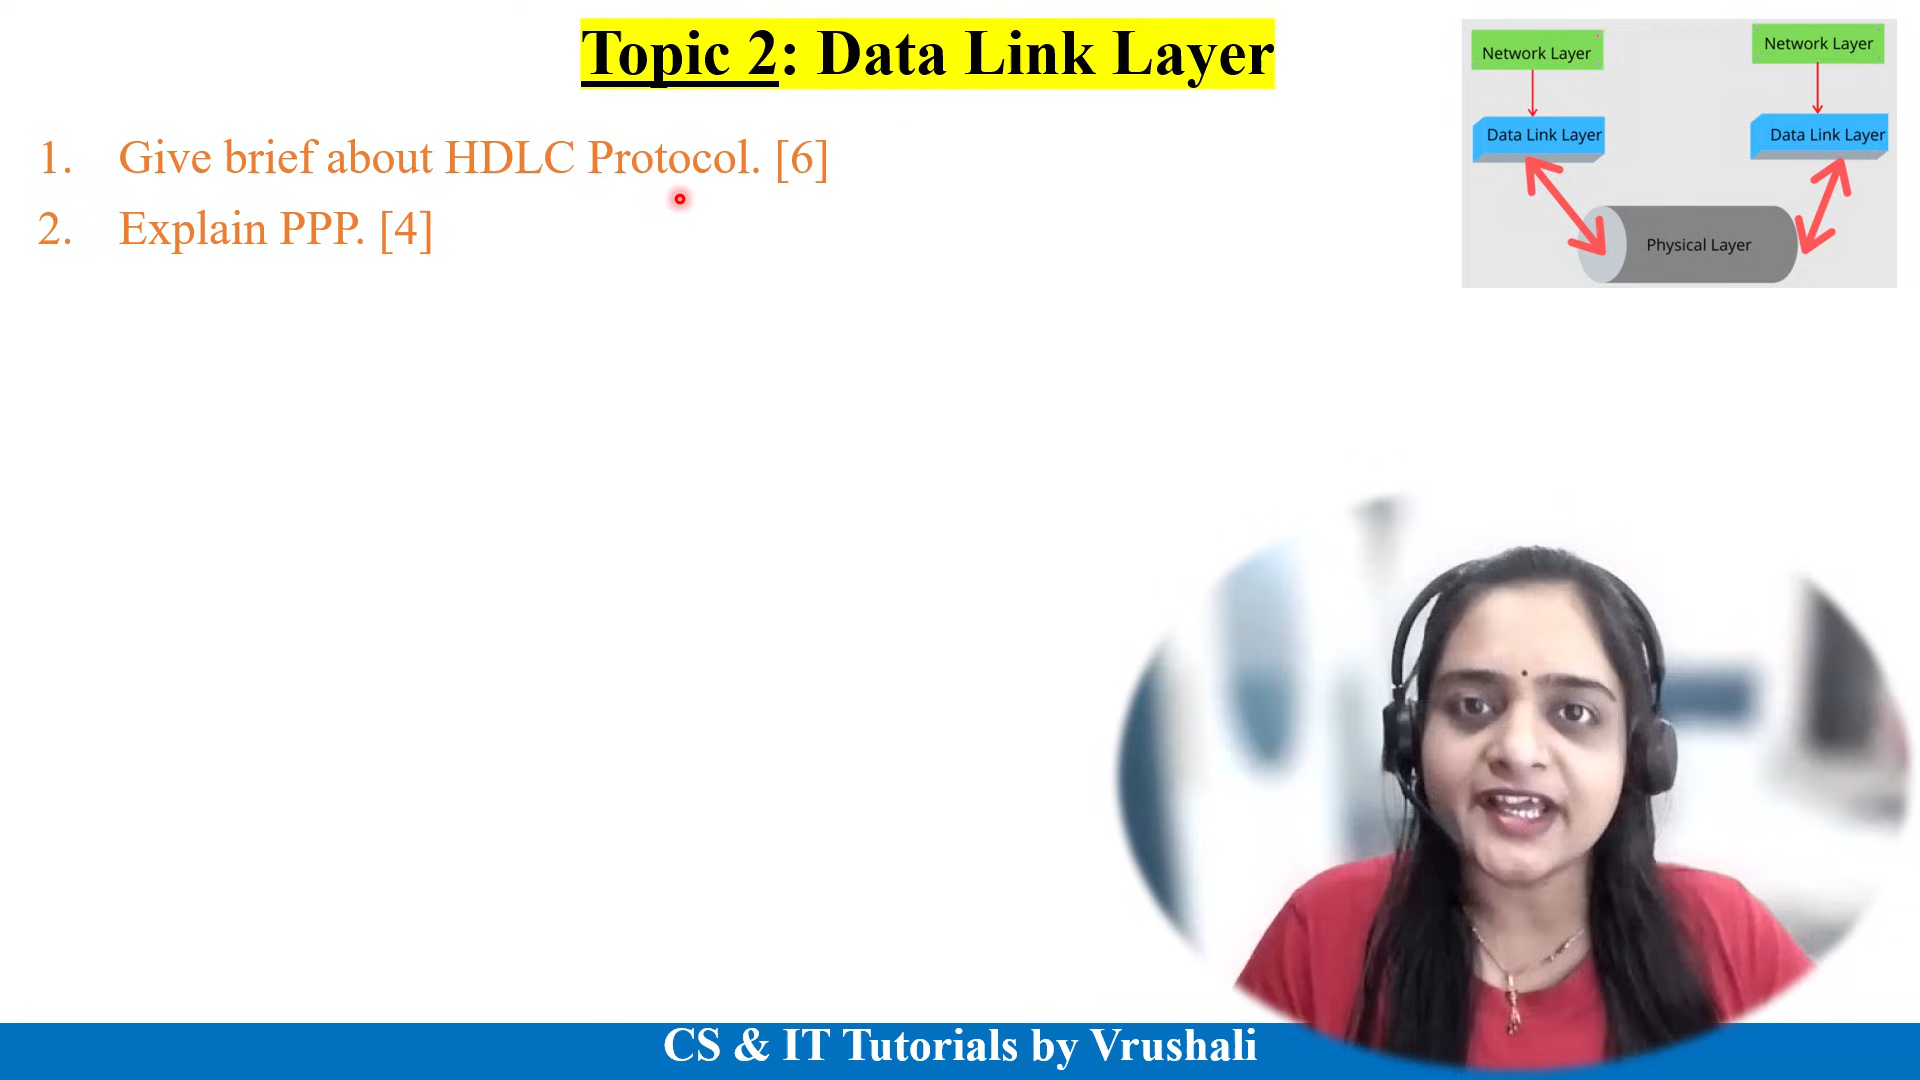 Topic 2: Data Link Layer
1. Give brief about HDLC Protocol. [6]
2. Explain PPP. [4]
Network Layer
Network Layer
Data Link Layer
Data Link Layer
Physical Layer
CS & IT Tutorials by Vrushali